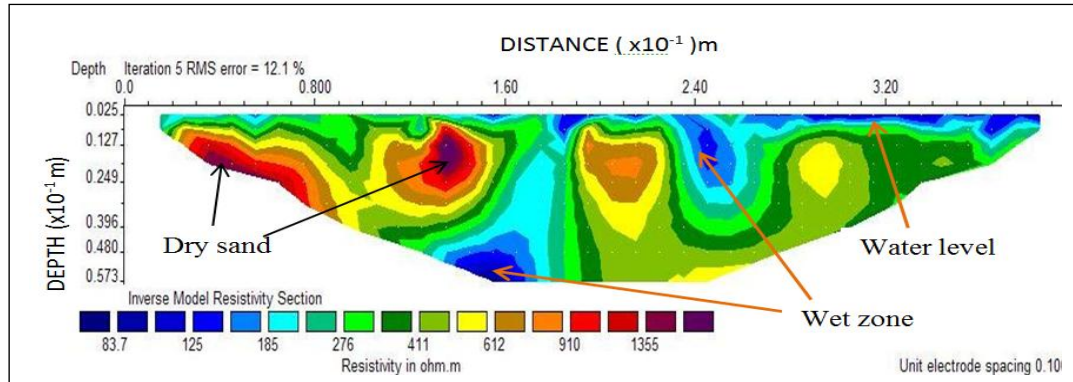 DISTANCE ( x10-1 )m
Depth Iteration 5 RMS error = 12.1 %
0.0 0.800 1.60 2.40 3.20
0.025
0.127
0.249
0.396
0.480
0.573
DEPTH (x10-1 m)
Dry sand
Water level
Wet zone
Inverse Model Resistivity Section
83.7 125 185 276 411 612 910 1355
Resistivity in ohm.m
Unit electrode spacing 0.10